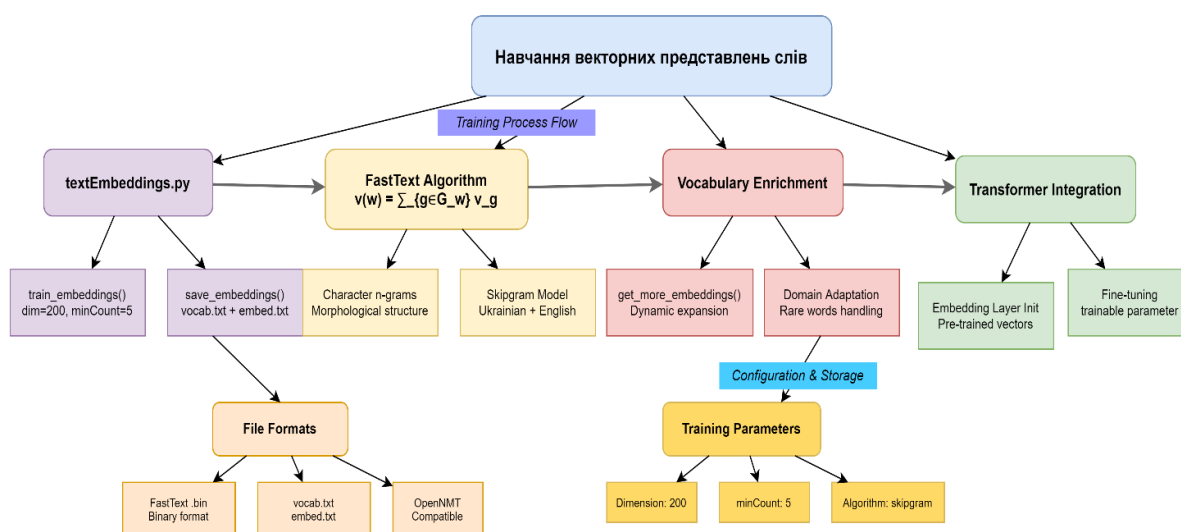 Навчання векторних представлень слів
Training Process Flow
textEmbeddings.py
FastText Algorithm
v(w) = ∑_{g∈G_w} v_g
Vocabulary Enrichment
Transformer Integration
train_embeddings()
dim=200, minCount=5
save_embeddings()
vocab.txt + embed.txt
Character n-grams
Morphological structure
Skipgram Model
Ukrainian + English
get_more_embeddings()
Dynamic expansion
Domain Adaptation
Rare words handling
Embedding Layer Init
Pre-trained vectors
Fine-tuning
trainable parameter
Configuration & Storage
File Formats
Training Parameters
FastText .bin
Binary format
vocab.txt
embed.txt
OpenNMT
Compatible
Dimension: 200
minCount: 5
Algorithm: skipgram